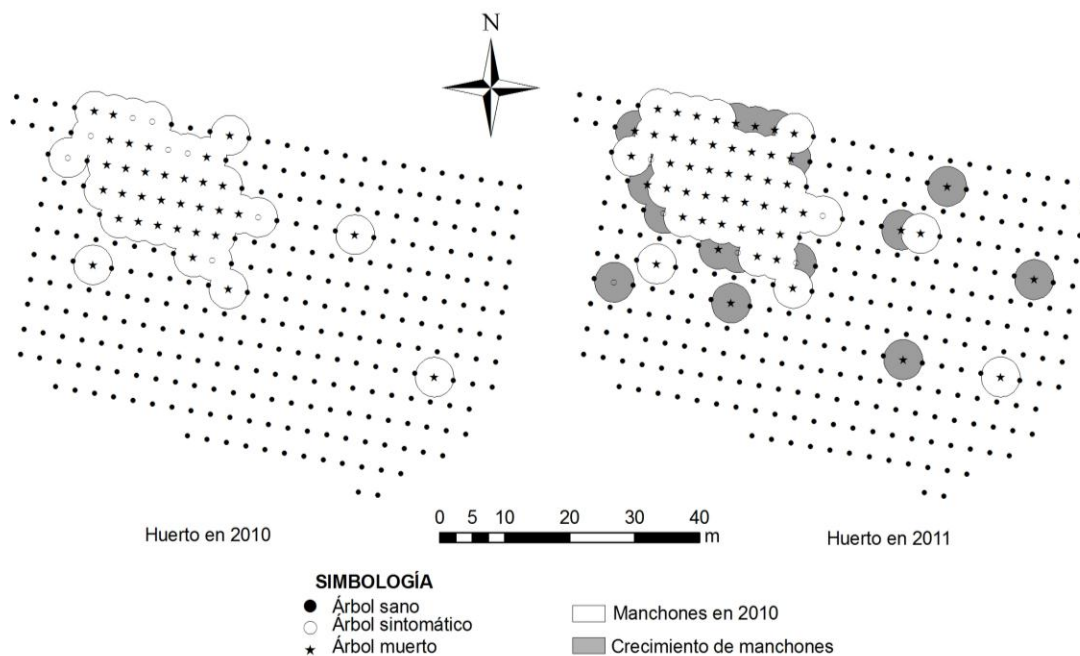 N
Huerto en 2010
0 5 10 20 30 40
m
Huerto en 2011
SIMBOLOGÍA
Árbol sano
Árbol sintomático
Árbol muerto
Manchones en 2010
Crecimiento de manchones